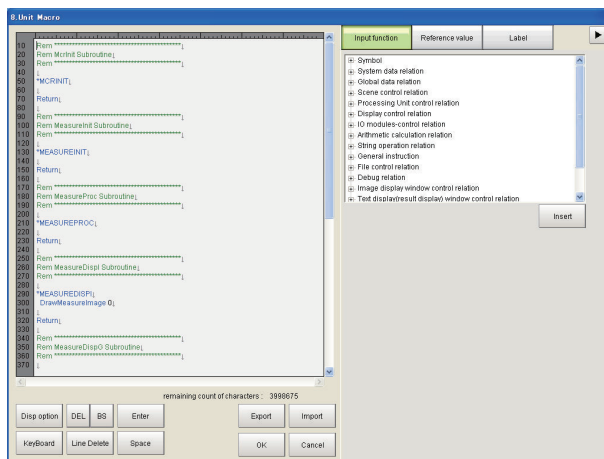 8.Unit Macro
10 Rem ******************************************↓
20 Rem McrInit Subroutine↓
30 Rem ******************************************↓
40 ↓
50 *MCRINIT↓
60 ↓
70 Return↓
80 ↓
90 Rem ******************************************↓
100 Rem MeasureInit Subroutine↓
110 Rem ******************************************↓
120 ↓
130 *MEASUREINIT↓
140 ↓
150 Return↓
160 ↓
170 Rem ******************************************↓
180 Rem MeasureProc Subroutine↓
190 Rem ******************************************↓
200 ↓
210 *MEASUREPROC↓
220 ↓
230 Return↓
240 ↓
250 Rem ******************************************↓
260 Rem MeasureDispI Subroutine↓
270 Rem ******************************************↓
280 ↓
290 *MEASUREDISPI↓
300 DrawMeasureImage 0↓
310 ↓
320 Return↓
330 ↓
340 Rem ******************************************↓
350 Rem MeasureDispG Subroutine↓
360 Rem ******************************************↓
370 ↓
remaining count of characters : 3998675
Disp option
DEL
BS
Enter
Export
Import
KeyBoard
Line Delete
Space
OK
Cancel
Input function
Reference value
Label
Symbol
System data relation
Global data relation
Scene control relation
Processing Unit control relation
Display control relation
IO modules-control relation
Arithmetic calculation relation
String operation relation
General instruction
File control relation
Debug relation
Image display window control relation
Text display(result display) window control relation
Insert